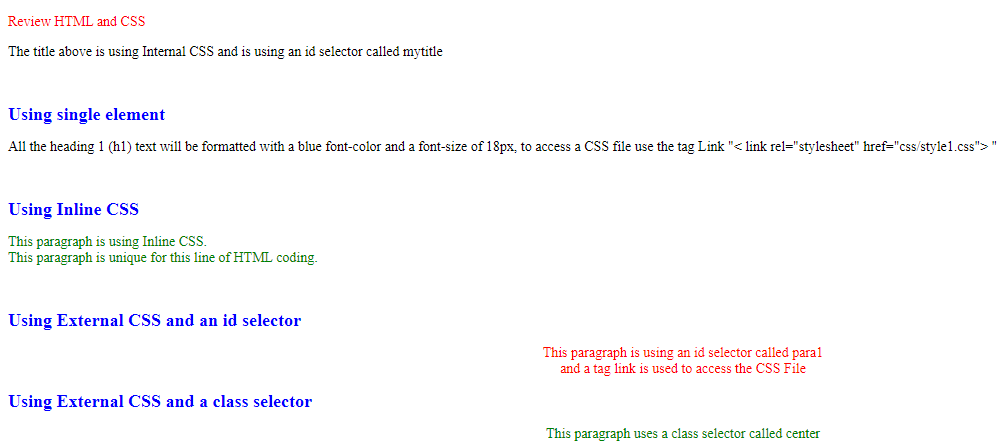 Review HTML and CSS
The title above is using Internal CSS and is using an id selector called mytitle
Using single element
All the heading 1 (h1) text will be formatted with a blue font-color and a font-size of 18px, to access a CSS file use the tag Link "< link rel="stylesheet" href="css/style1.css"> "
Using Inline CSS
This paragraph is using Inline CSS.
This paragraph is unique for this line of HTML coding.
Using External CSS and an id selector
This paragraph is using an id selector called para1
and a tag link is used to access the CSS File
Using External CSS and a class selector
This paragraph uses a class selector called center